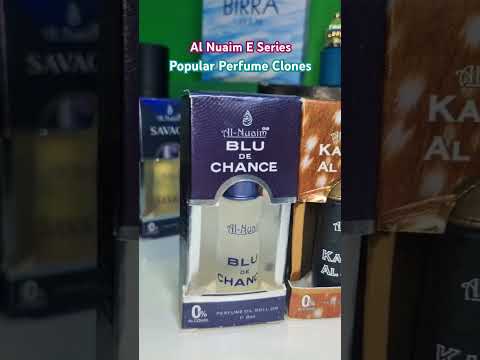 BIRRA
Al Nuaim E Series
Popular Perfume Clones
Al-Nuaim
SAVAG
Al-Nuaim
BLU
DE
CHANCE
KA
AL
Al-Nuaim
BLU
DE
CHANCE
KA
AL
0%
PERFUME OIL ROLL ON
0%